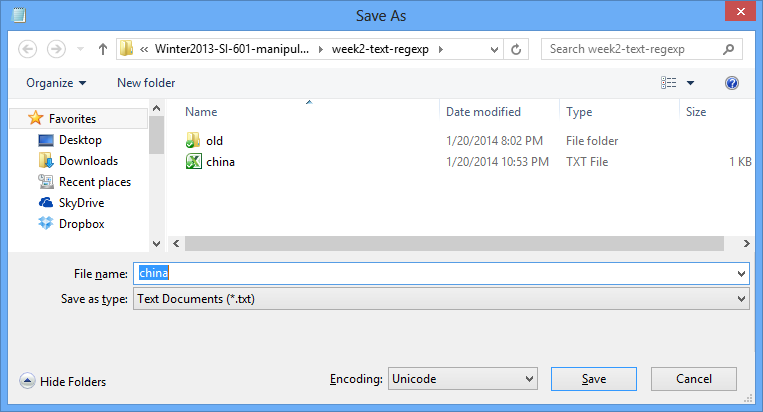 Save As
« Winter2013-SI-601-manipul... ▸ week2-text-regexp ▸
Search week2-text-regexp
Organize ▾ New folder
Name Date modified Type Size
Favorites
Desktop
Downloads
Recent places
SkyDrive
Dropbox
old 1/20/2014 8:02 PM File folder
china 1/20/2014 10:53 PM TXT File 1 KB
File name: china
Save as type: Text Documents (*.txt)
Hide Folders Encoding: Unicode Save Cancel